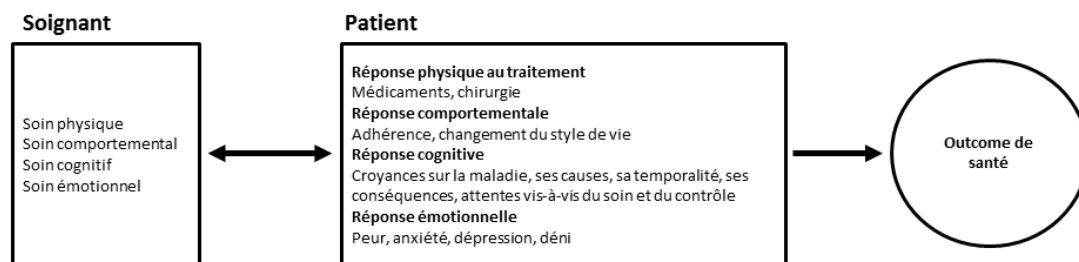 Soignant
Soin physique
Soin comportemental
Soin cognitif
Soin émotionnel
Patient
Réponse physique au traitement
Médicaments, chirurgie
Réponse comportementale
Adhérence, changement du style de vie
Réponse cognitive
Croyances sur la maladie, ses causes, sa temporalité, ses
conséquences, attentes vis-à-vis du soin et du contrôle
Réponse émotionnelle
Peur, anxiété, dépression, déni
Outcome de
santé